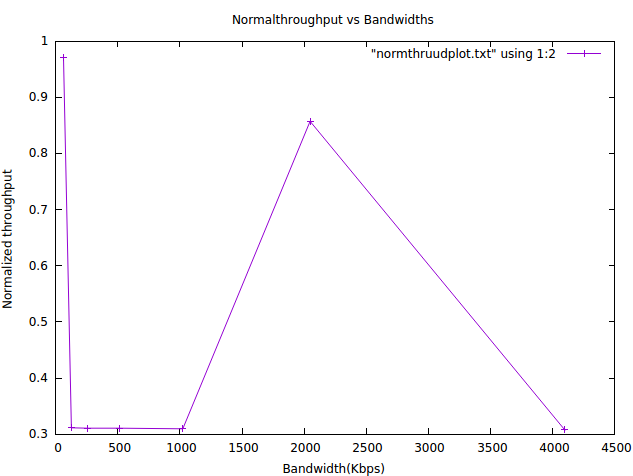 Normalthroughput vs Bandwidths
"normthruudplot.txt" using 1:2
1
0.9
0.8
0.7
0.6
0.5
0.4
0.3
Normalized throughput
0 500 1000 1500 2000 2500 3000 3500 4000 4500
Bandwidth(Kbps)